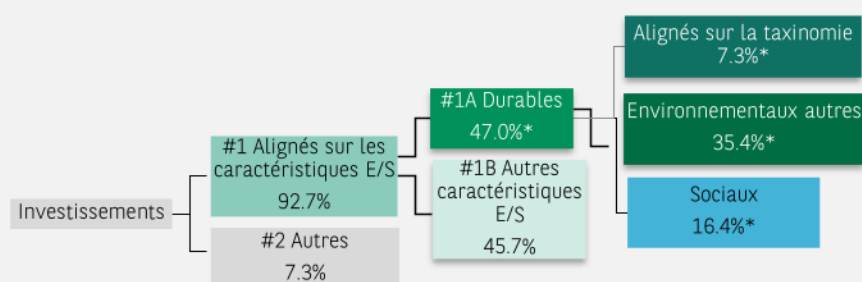 Investissements
#1 Alignés sur les
caractéristiques E/S
92.7%
#2 Autres
7.3%
#1A Durables
47.0%*
#1B Autres
caractéristiques
E/S
45.7%
Alignés sur la taxinomie
7.3%*
Environnementaux autres
35.4%*
Sociaux
16.4%*